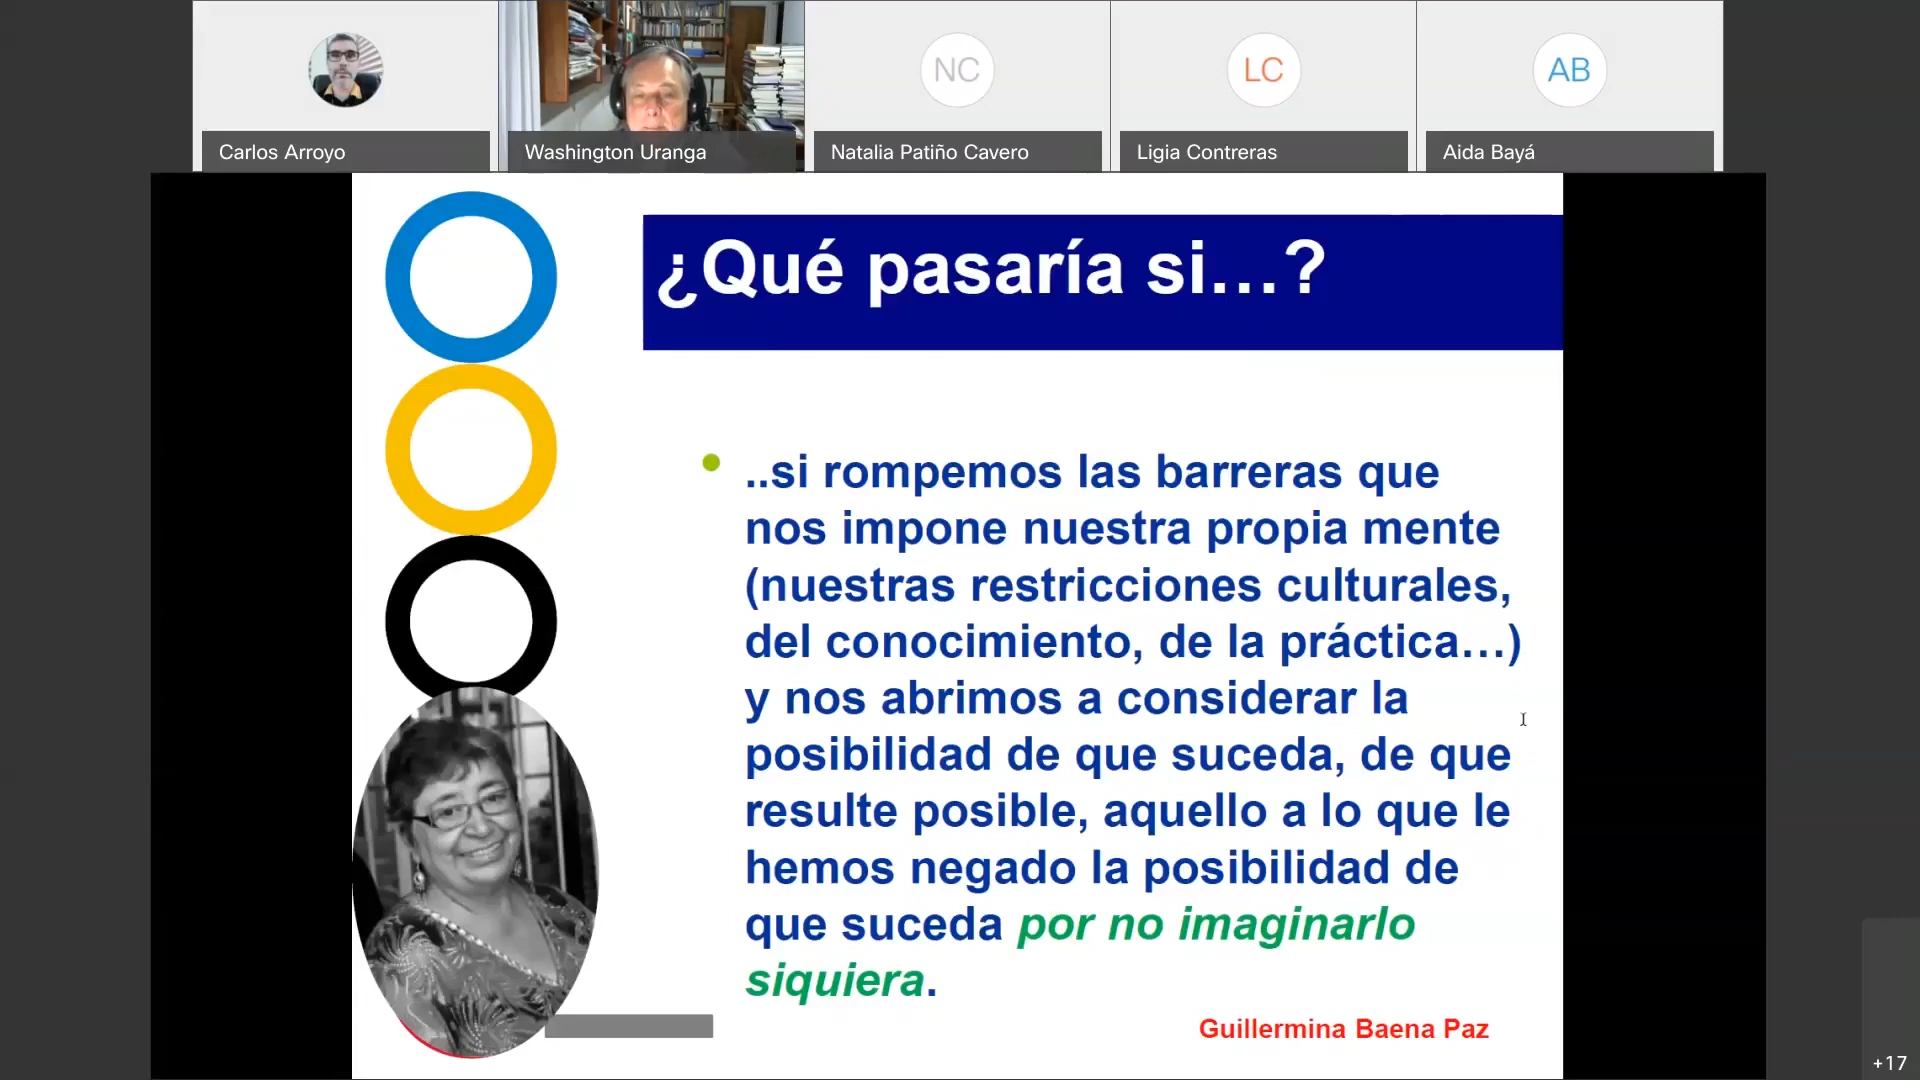 NC
LC
AB
Carlos Arroyo
Washington Uranga
Natalia Patiño Cavero
Ligia Contreras
Aida Bayá
¿Qué pasaría si...?
..si rompemos las barreras que
nos impone nuestra propia mente
(nuestras restricciones culturales,
del conocimiento, de la práctica...)
y nos abrimos a considerar la
posibilidad de que suceda, de que
resulte posible, aquello a lo que le
hemos negado la posibilidad de
que suceda por no imaginarlo
siquiera.
Guillermina Baena Paz
+17